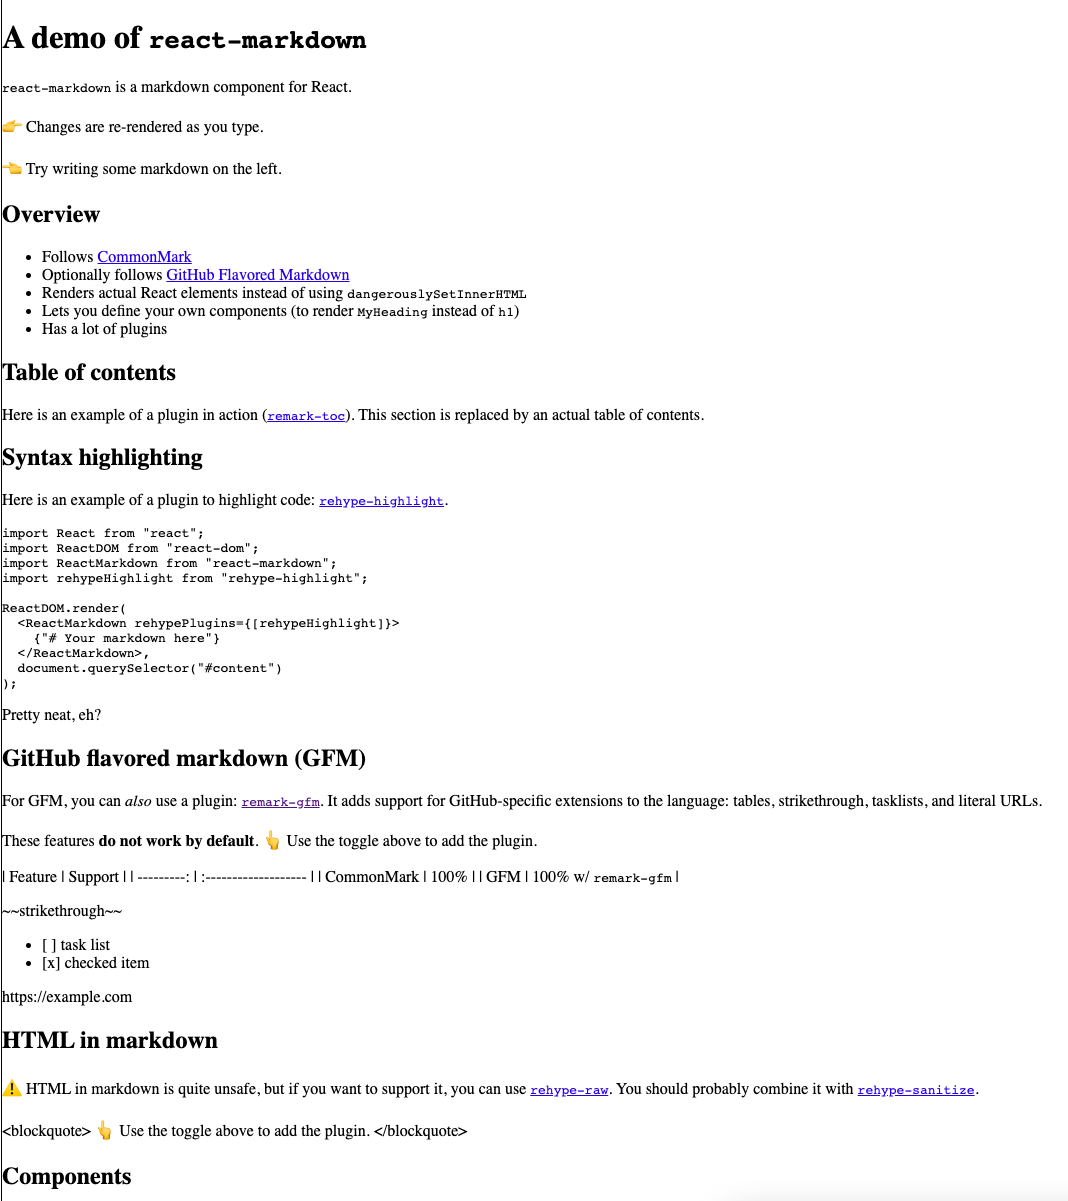 A demo of react-markdown
react-markdown is a markdown component for React.
👉 Changes are re-rendered as you type.
👈 Try writing some markdown on the left.
Overview
• Follows CommonMark
• Optionally follows GitHub Flavored Markdown
• Renders actual React elements instead of using dangerouslySetInnerHTML
• Lets you define your own components (to render MyHeading instead of h1)
• Has a lot of plugins
Table of contents
Here is an example of a plugin in action (remark-toc). This section is replaced by an actual table of contents.
Syntax highlighting
Here is an example of a plugin to highlight code: rehype-highlight.
import React from "react";
import ReactDOM from "react-dom";
import ReactMarkdown from "react-markdown";
import rehypeHighlight from "rehype-highlight";
ReactDOM.render(
  <ReactMarkdown rehypePlugins={[rehypeHighlight]}>
    {"# Your markdown here"}
  </ReactMarkdown>,
  document.querySelector("#content")
);
Pretty neat, eh?
GitHub flavored markdown (GFM)
For GFM, you can also use a plugin: remark-gfm. It adds support for GitHub-specific extensions to the language: tables, strikethrough, tasklists, and literal URLs.
These features do not work by default. 👆 Use the toggle above to add the plugin.
| Feature | Support | | ---------: | :------------------- | | CommonMark | 100% | | GFM | 100% w/ remark-gfm |
~~strikethrough~~
• [ ] task list
• [x] checked item
https://example.com
HTML in markdown
⚠️ HTML in markdown is quite unsafe, but if you want to support it, you can use rehype-raw. You should probably combine it with rehype-sanitize.
<blockquote> 👆 Use the toggle above to add the plugin. </blockquote>
Components